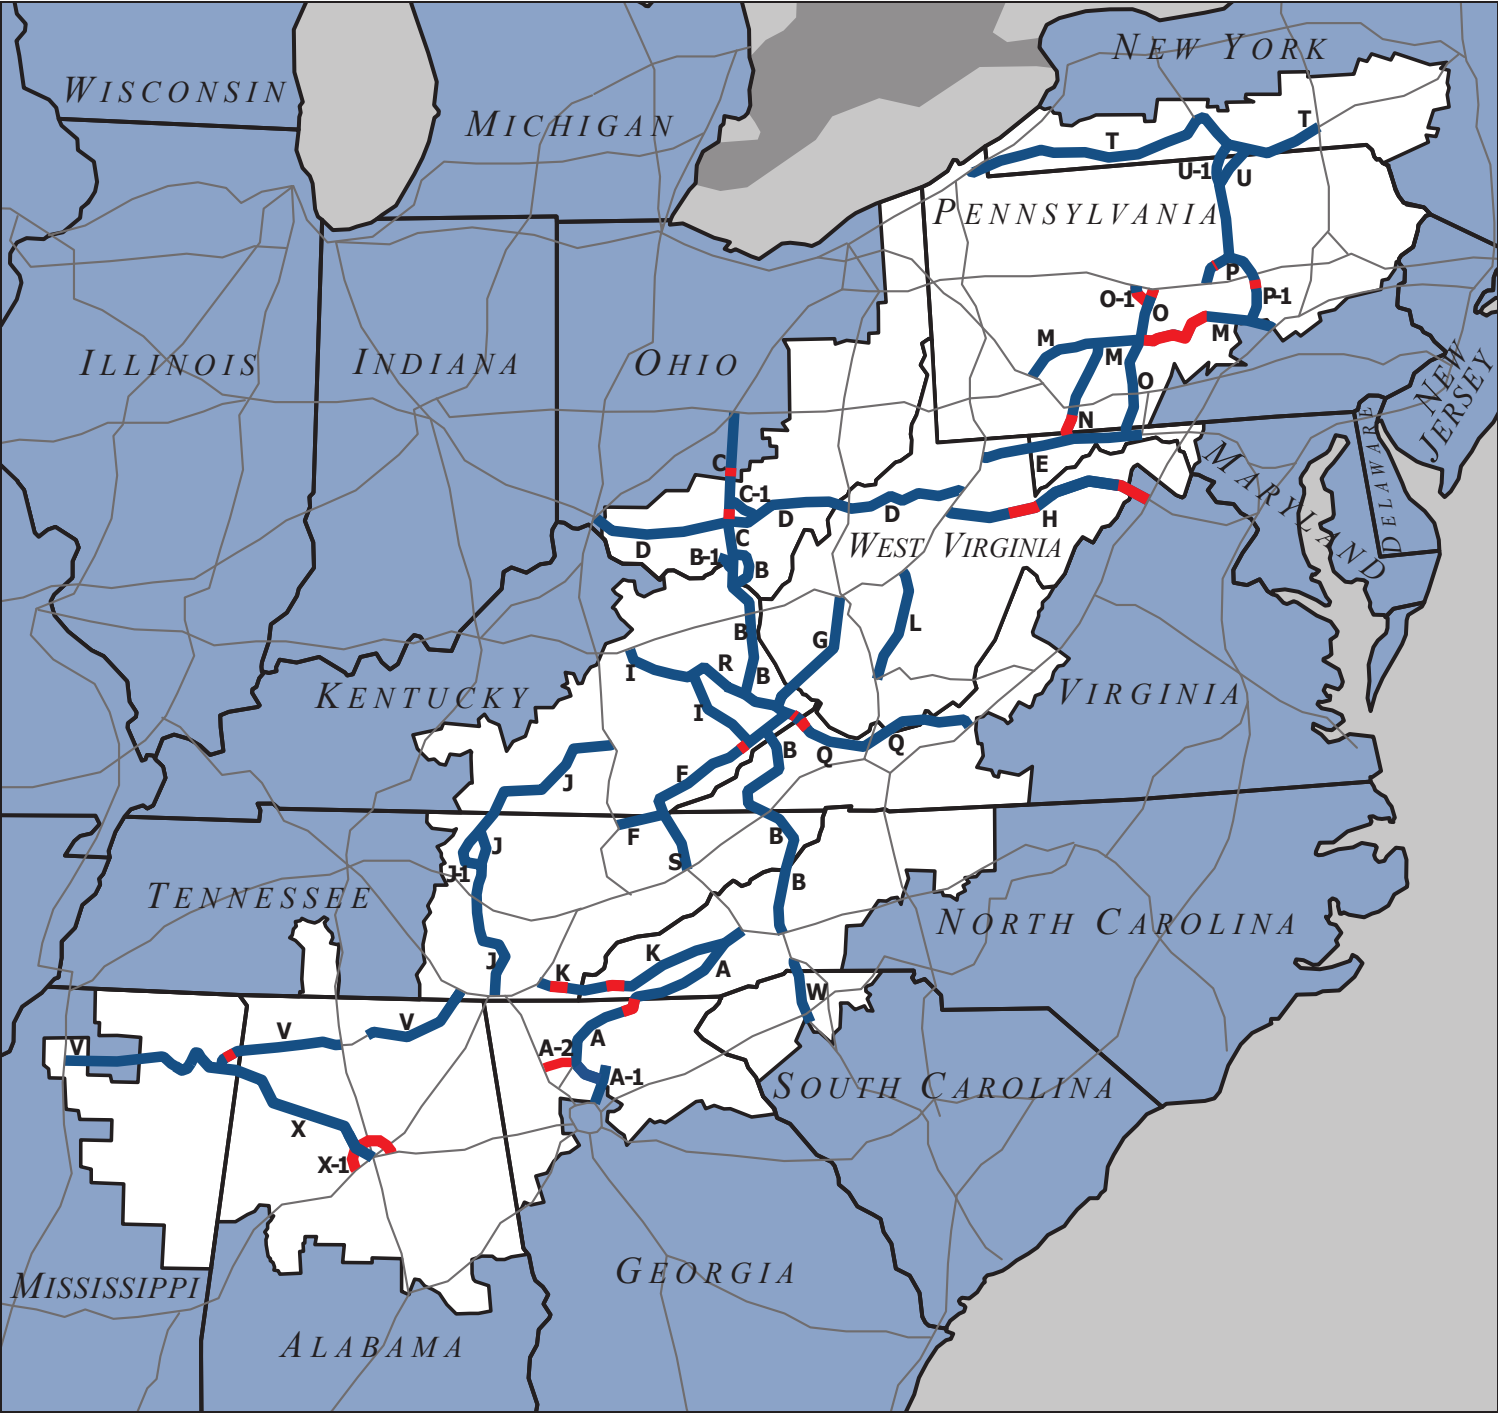 NEW YORK
WISCONSIN
MICHIGAN
T
T
U-1
U
PENNSYLVANIA
P
P-1
O-1
O
M
M
M
ILLINOIS
INDIANA
OHIO
O
NEW
JERSEY
N
DELAWARE
C
E
MARYLAND
C-1
D
D
H
D
C
WEST VIRGINIA
B-1
B
L
B
G
I
R
B
KENTUCKY
VIRGINIA
I
B
Q
Q
F
J
F
B
J
S
J-1
B
TENNESSEE
NORTH CAROLINA
K
A
J
K
W
V
V
V
A
A-2
A-1
SOUTH CAROLINA
X
X-1
GEORGIA
MISSISSIPPI
ALABAMA